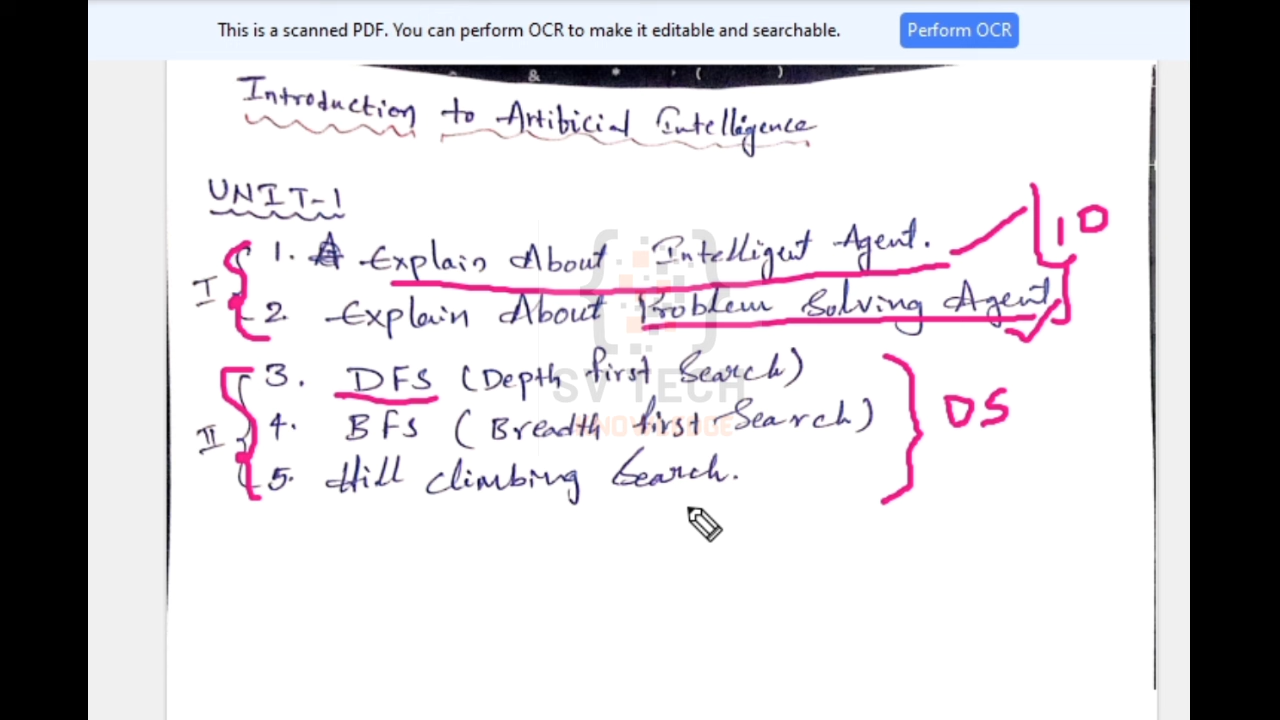 This is a scanned PDF. You can perform OCR to make it editable and searchable.
Perform OCR
& * ( )
Introduction to Artificial Intelligence
UNIT-1
I
1. Explain About Intelligent Agent.
10
2. Explain About Problem Solving Agent
3. DFS (Depth first Search)
SV TECH
DS
II
4. BFS (Breadth first Search)
KNOWLEDGE
5. Hill climbing Search.